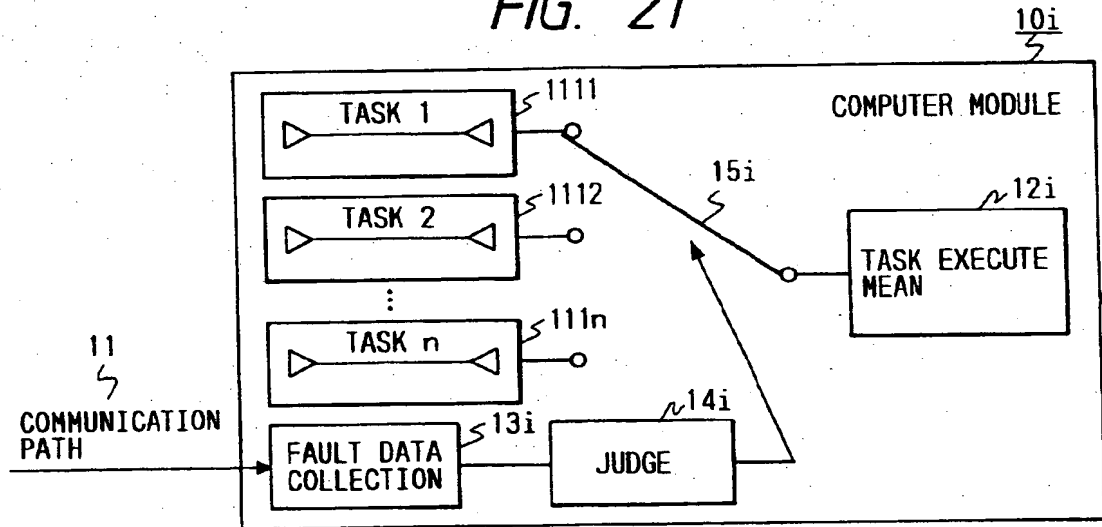 FIG. 21
10i
COMPUTER MODULE
TASK 1
1111
15i
TASK 2
1112
12i
TASK EXECUTE
MEAN
⋮
TASK n
111n
11
COMMUNICATION
PATH
13i
FAULT DATA
COLLECTION
14i
JUDGE